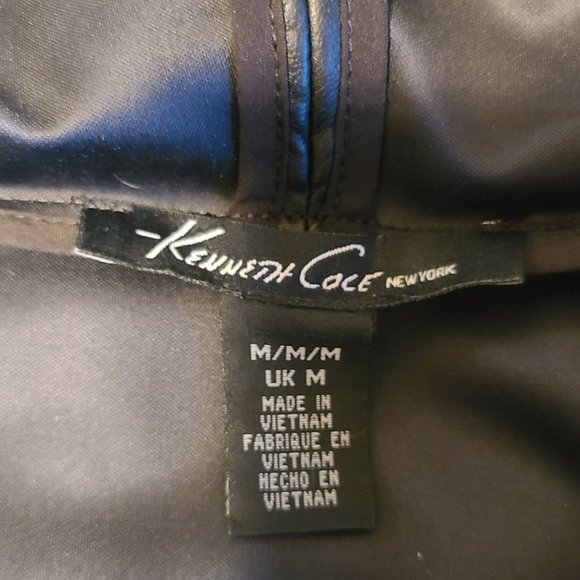 KENNETH COLE NEW YORK
M/M/M
UK M
MADE IN
VIETNAM
FABRIQUE EN
VIETNAM
HECHO EN
VIETNAM